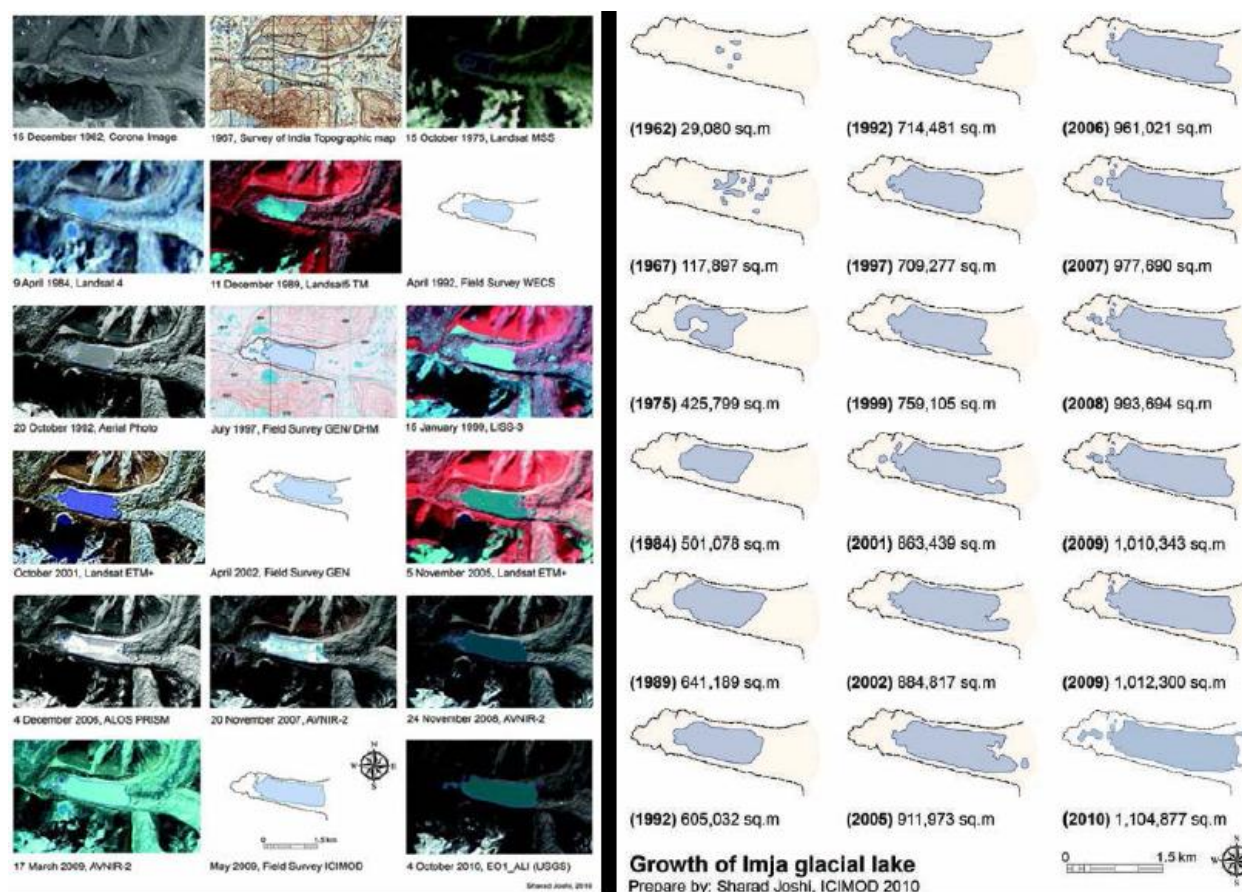 16 December 1962, Corona Image
1967, Survey of India Topographic map
15 October 1975, Landsat MSS
9 April 1984, Landsat 4
11 December 1989, Landsat5 TM
April 1992, Field Survey WECS
20 October 1992, Aerial Photo
July 1997, Field Survey GEN/ DHM
15 January 1999, LISS-3
October 2001, Landsat ETM+
April 2002, Field Survey GEN
5 November 2005, Landsat ETM+
4 December 2006, ALOS PRISM
20 November 2007, AVNIR-2
24 November 2008, AVNIR-2
17 March 2009, AVNIR-2
N
W
E
S
0 1.5 km
May 2009, Field Survey ICIMOD
4 October 2010, EO1_ALI (USGS)
Sharad Joshi, 2010
(1962) 29,080 sq.m
(1992) 714,481 sq.m
(2006) 961,021 sq.m
(1967) 117,897 sq.m
(1997) 709,277 sq.m
(2007) 977,690 sq.m
(1975) 425,799 sq.m
(1999) 759,105 sq.m
(2008) 993,694 sq.m
(1984) 501,078 sq.m
(2001) 863,439 sq.m
(2009) 1,010,343 sq.m
(1989) 641,189 sq.m
(2002) 884,817 sq.m
(2009) 1,012,300 sq.m
(1992) 605,032 sq.m
(2005) 911,973 sq.m
(2010) 1,104,877 sq.m
Growth of Imja glacial lake
0 1.5 km
Prepare by: Sharad Joshi, ICIMOD 2010